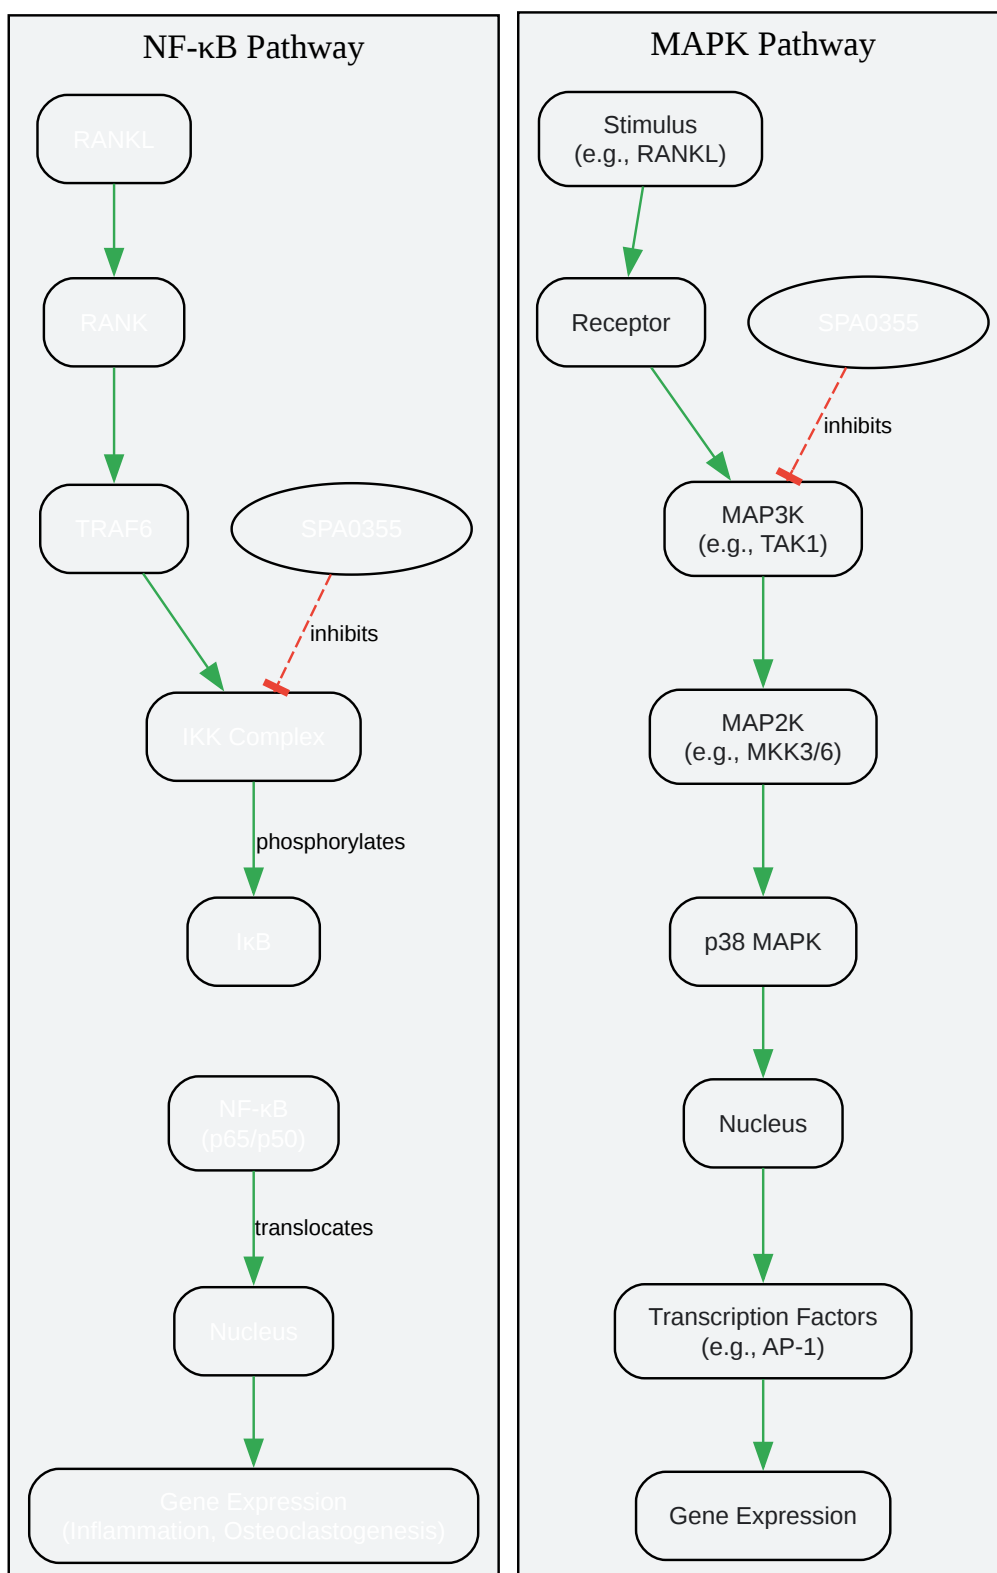 NF-κB Pathway
RANKL
RANK
TRAF6
SPA0355
inhibits
IKK Complex
phosphorylates
IκB
NF-κB
(p65/p50)
translocates
Nucleus
Gene Expression
(Inflammation, Osteoclastogenesis)
MAPK Pathway
Stimulus
(e.g., RANKL)
Receptor
SPA0355
inhibits
MAP3K
(e.g., TAK1)
MAP2K
(e.g., MKK3/6)
p38 MAPK
Nucleus
Transcription Factors
(e.g., AP-1)
Gene Expression